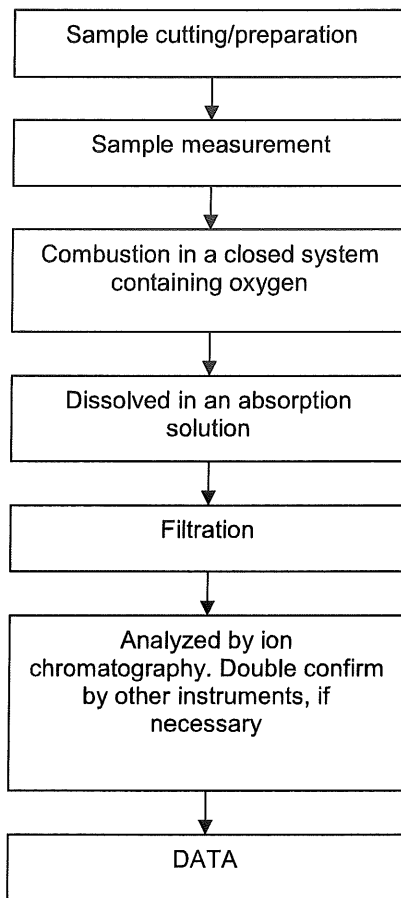 Sample cutting/preparation
Sample measurement
Combustion in a closed system
containing oxygen
Dissolved in an absorption
solution
Filtration
Analyzed by ion
chromatography. Double confirm
by other instruments, if
necessary
DATA